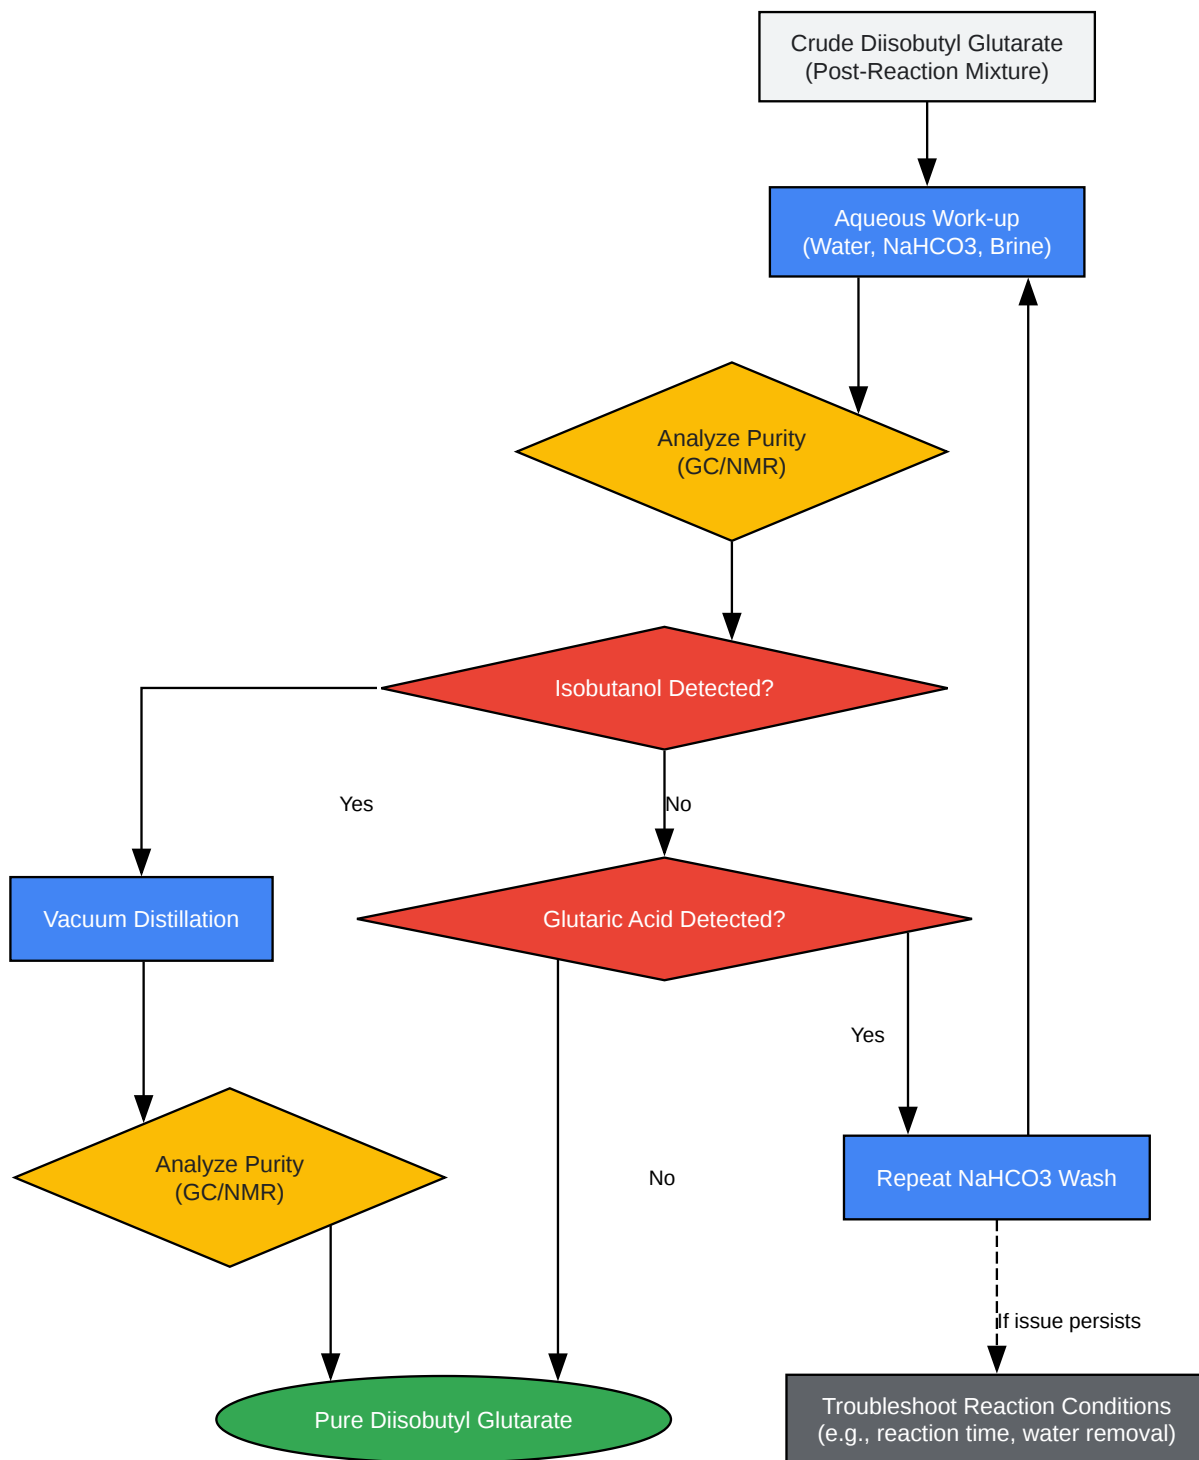 Crude Diisobutyl Glutarate
(Post-Reaction Mixture)
Aqueous Work-up
(Water, NaHCO3, Brine)
Analyze Purity
(GC/NMR)
Isobutanol Detected?
Yes
No
Vacuum Distillation
Glutaric Acid Detected?
Yes
Analyze Purity
(GC/NMR)
No
Repeat NaHCO3 Wash
If issue persists
Pure Diisobutyl Glutarate
Troubleshoot Reaction Conditions
(e.g., reaction time, water removal)